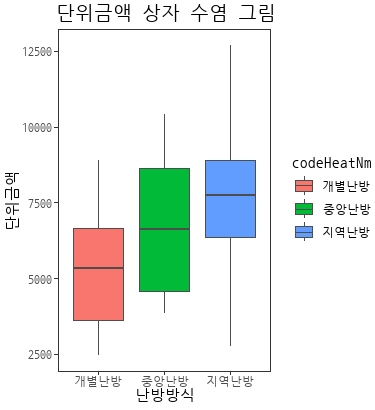 단위금액 상자 수염 그림
12500
10000
7500
5000
2500
단위금액
개별난방 중앙난방 지역난방
난방방식
codeHeatNm
개별난방
중앙난방
지역난방